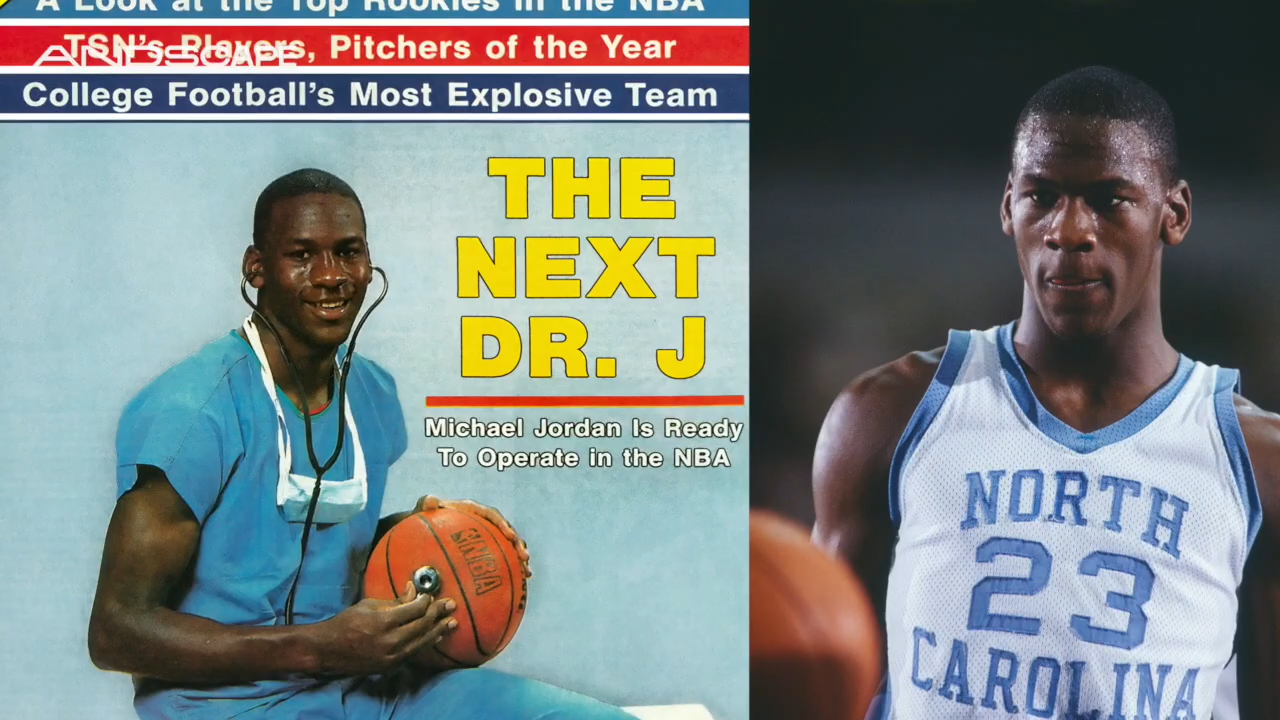 A Look at the Top Rookies in the NBA
TSN's Players, Pitchers of the Year
ANDSCAPE
College Football's Most Explosive Team
THE
NEXT
DR. J
Michael Jordan Is Ready
To Operate in the NBA
NBA
NORTH
23
CAROLINA